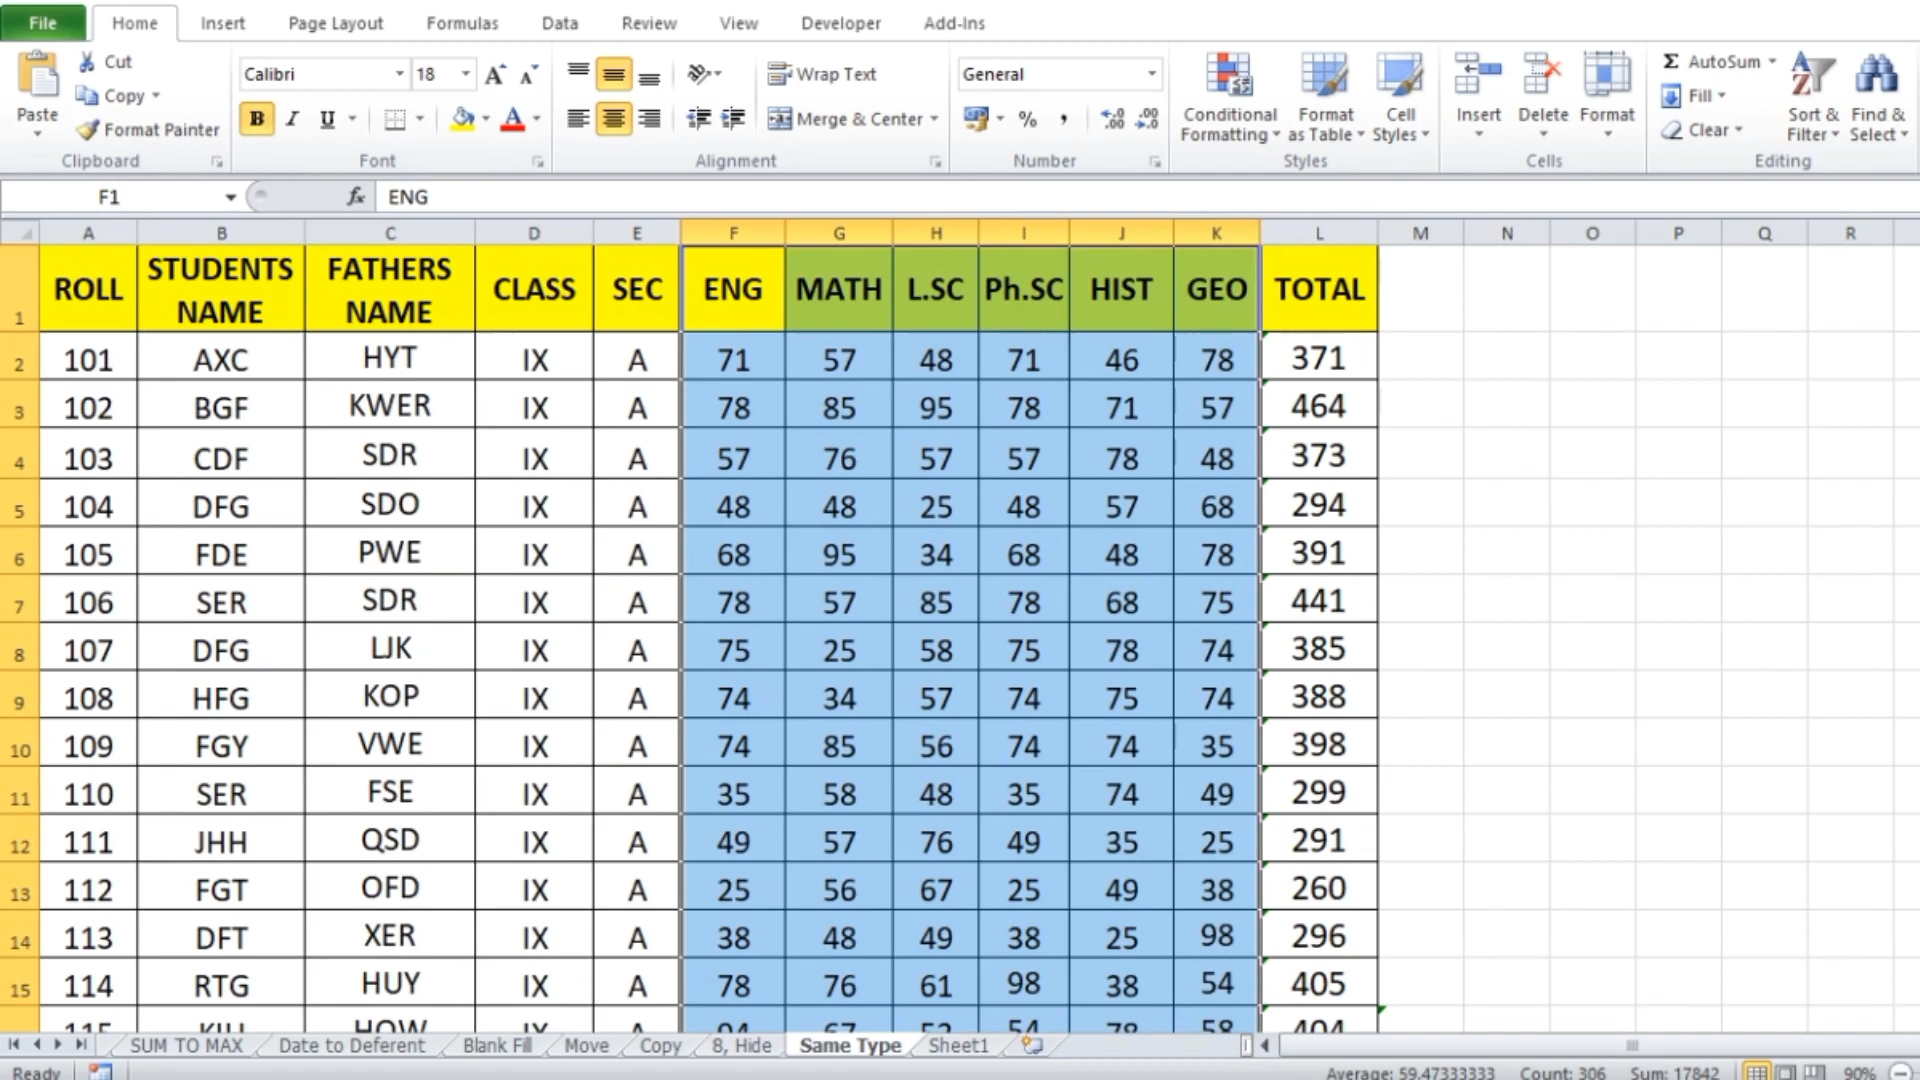 File Home Insert Page Layout Formulas Data Review View Developer Add-Ins
Paste Cut Copy Format Painter Clipboard
Calibri 18 A A B I U A Font
Wrap Text Merge & Center Alignment
General % , .0 .00 Number
Conditional Formatting Format as Table Cell Styles Styles
Insert Delete Format Cells
Σ AutoSum Fill Clear Sort & Filter Find & Select Editing
F1 fx ENG
A B C D E F G H I J K L M N O P Q R
1 ROLL STUDENTS NAME FATHERS NAME CLASS SEC ENG MATH L.SC Ph.SC HIST GEO TOTAL
2 101 AXC HYT IX A 71 57 48 71 46 78 371
3 102 BGF KWER IX A 78 85 95 78 71 57 464
4 103 CDF SDR IX A 57 76 57 57 78 48 373
5 104 DFG SDO IX A 48 48 25 48 57 68 294
6 105 FDE PWE IX A 68 95 34 68 48 78 391
7 106 SER SDR IX A 78 57 85 78 68 75 441
8 107 DFG LJK IX A 75 25 58 75 78 74 385
9 108 HFG KOP IX A 74 34 57 74 75 74 388
10 109 FGY VWE IX A 74 85 56 74 74 35 398
11 110 SER FSE IX A 35 58 48 35 74 49 299
12 111 JHH QSD IX A 49 57 76 49 35 25 291
13 112 FGT OFD IX A 25 56 67 25 49 38 260
14 113 DFT XER IX A 38 48 49 38 25 98 296
15 114 RTG HUY IX A 78 76 61 98 38 54 405
SUM TO MAX Date to Deferent Blank Fill Move Copy 8, Hide Same Type Sheet1
Ready Average: 59.47333333 Count: 306 Sum: 17842 90%